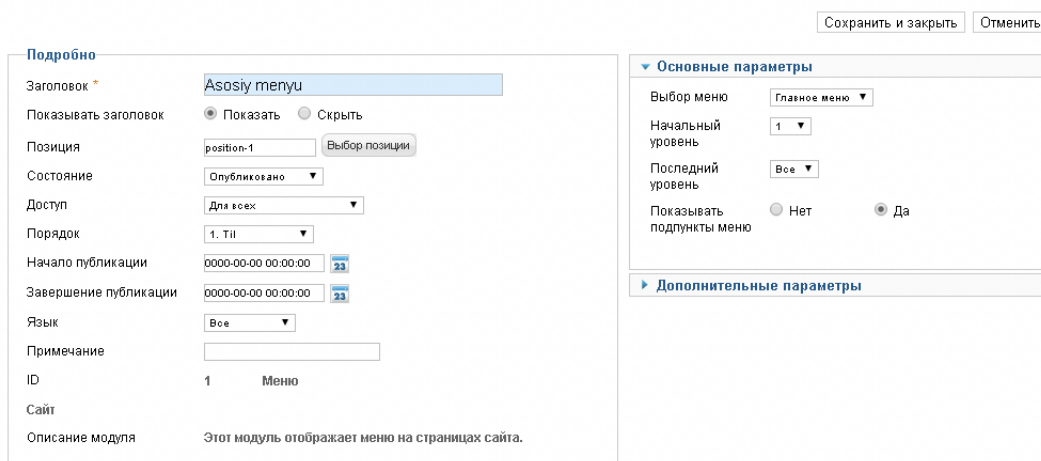 Сохранить и закрыть Отменить
Подробно
Заголовок * Asosiy menyu
Показывать заголовок Показать Скрыть
Позиция position-1 Выбор позиции
Состояние Опубликовано
Доступ Для всех
Порядок 1. Til
Начало публикации 0000-00-00 00:00:00 23
Завершение публикации 0000-00-00 00:00:00 23
Язык Все
Примечание
ID 1 Меню
Сайт
Описание модуля Этот модуль отображает меню на страницах сайта.
Основные параметры
Выбор меню Главное меню
Начальный 1
уровень
Последний Все
уровень
Показывать Нет Да
подпункты меню
Дополнительные параметры